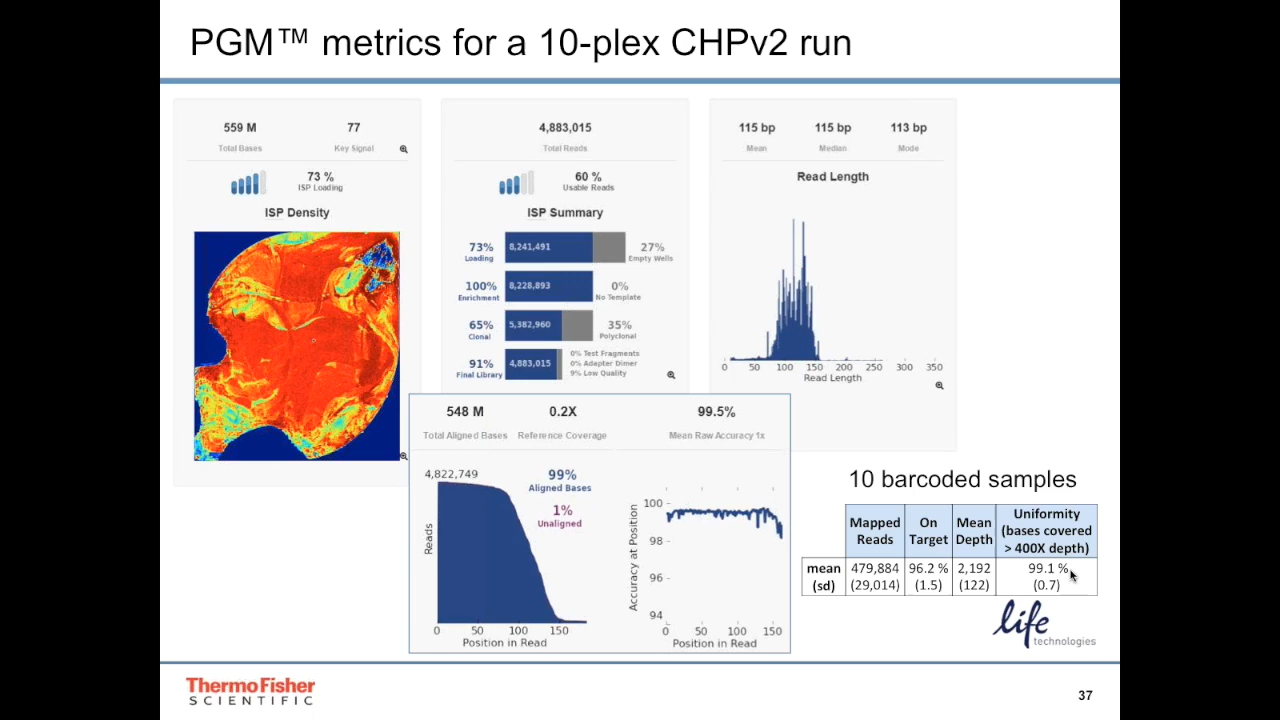 PGM™ metrics for a 10-plex CHPv2 run
559 M
Total Bases
77
Key Signal
73 %
ISP Loading
ISP Density
4,883,015
Total Reads
60 %
Usable Reads
ISP Summary
73%
Loading
8,241,491
27%
Empty Wells
100%
Enrichment
8,228,893
0%
No Template
65%
Clonal
5,382,960
35%
Polyclonal
91%
Final Library
4,883,015
0% Test Fragments
0% Adapter Dimer
9% Low Quality
115 bp
Mean
115 bp
Median
113 bp
Mode
Read Length
0 50 100 150 200 250 300 350
Read Length
548 M
Total Aligned Bases
0.2X
Reference Coverage
99.5%
Mean Raw Accuracy 1x
4,822,749
99%
Aligned Bases
1%
Unaligned
Reads
0 50 100 150
Position in Read
Accuracy at Position
100
98
96
94
0 50 100 150
Position in Read
10 barcoded samples
Mapped Reads
On Target
Mean Depth
Uniformity
(bases covered
> 400X depth)
mean
(sd)
479,884
(29,014)
96.2 %
(1.5)
2,192
(122)
99.1 %
(0.7)
life
technologies
ThermoFisher
SCIENTIFIC
37